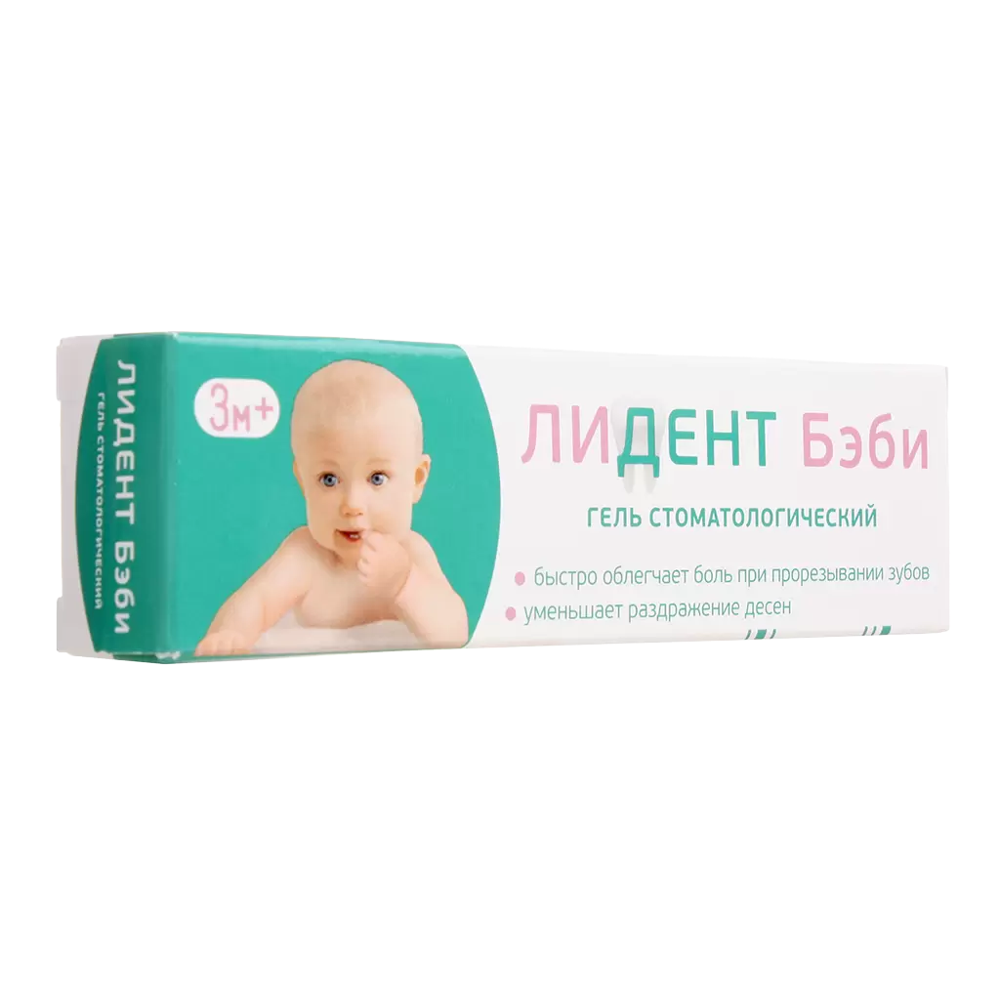 ЛИДЕНТ Бэби
ГЕЛЬ СТОМАТОЛОГИЧЕСКИЙ
3м+
ЛИДЕНТ Бэби
ГЕЛЬ СТОМАТОЛОГИЧЕСКИЙ
• быстро облегчает боль при прорезывании зубов
• уменьшает раздражение десен